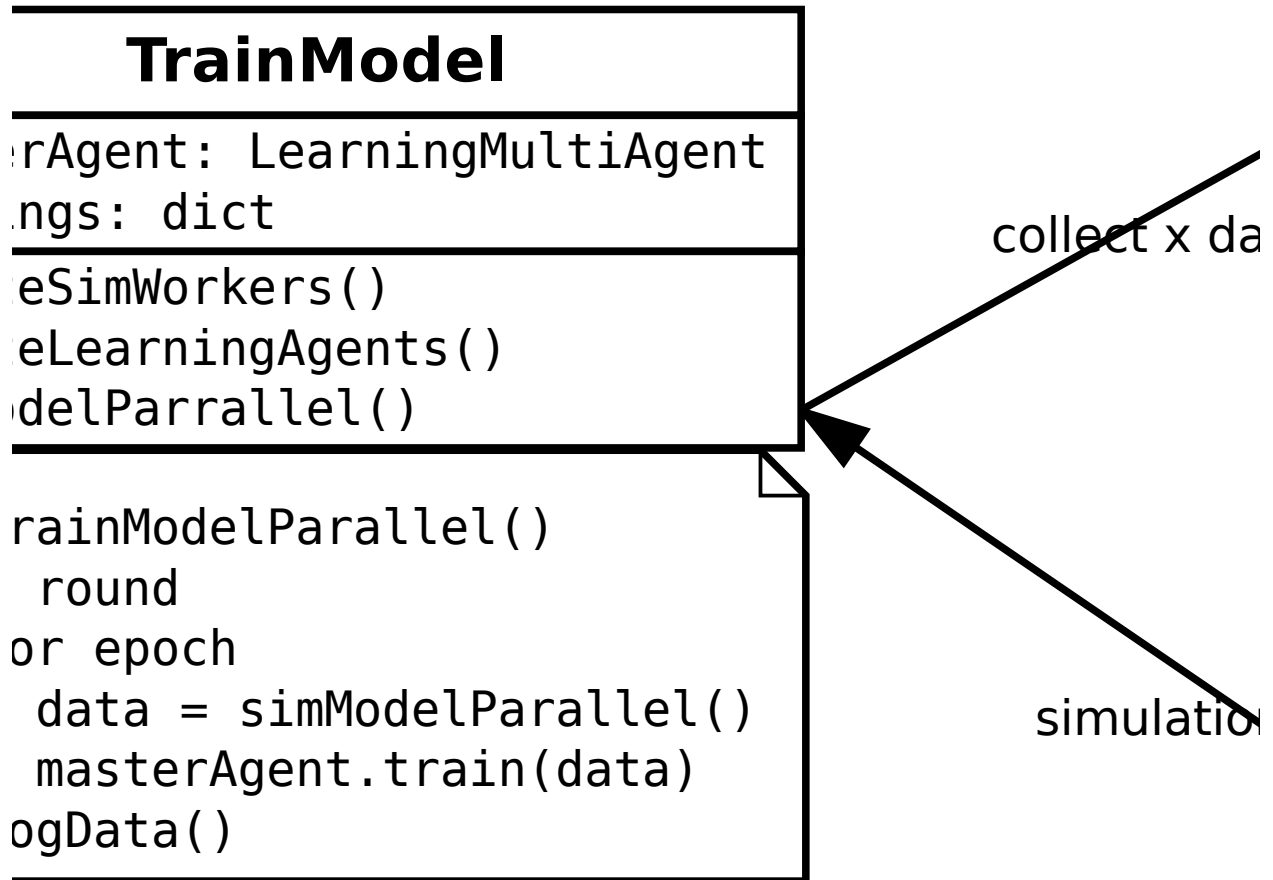 TrainModel
rAgent: LearningMultiAgent
ngs: dict
eSimWorkers()
eLearningAgents()
delParrallel()
rainModelParallel()
round
or epoch
data = simModelParallel()
masterAgent.train(data)
ogData()
collect x da
simulatio